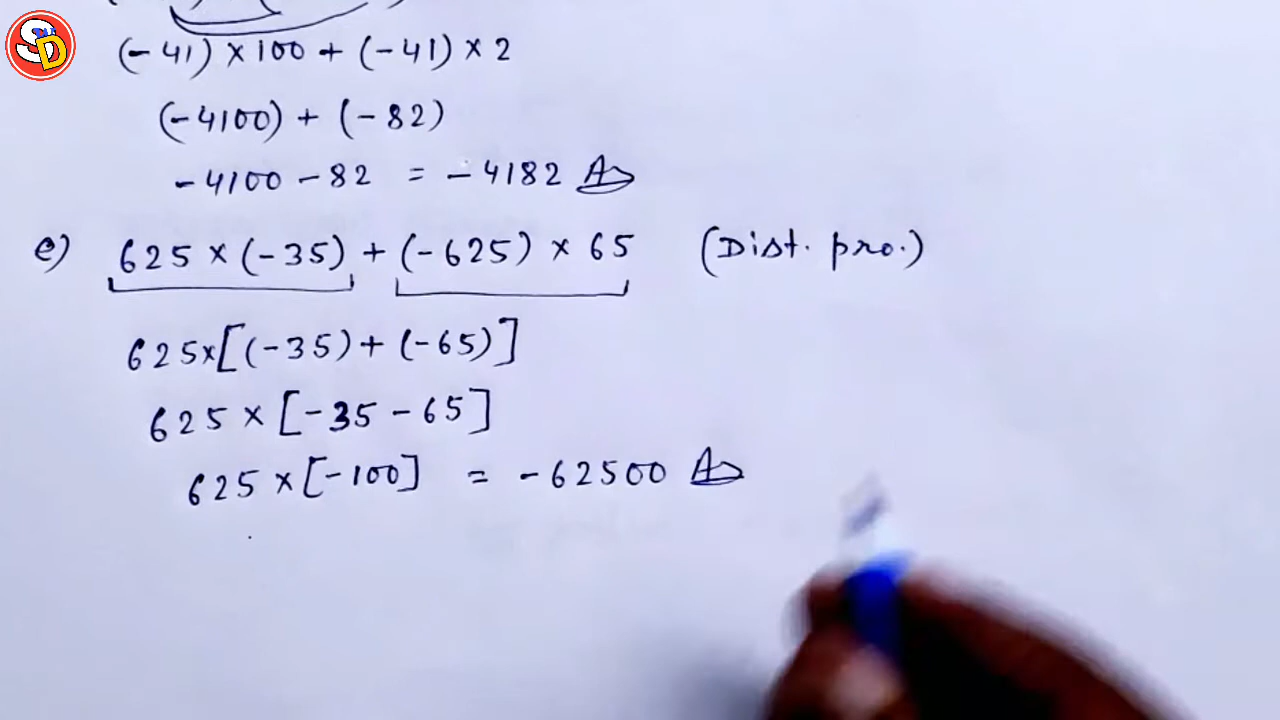 SD
(-41) × 100 + (-41) × 2
(-4100) + (-82)
-4100 - 82 = -4182 Ans
e) 625 × (-35) + (-625) × 65 (Dist. pro.)
625×[(-35) + (-65)]
625 × [-35 - 65]
625 × [-100] = -62500 Ans